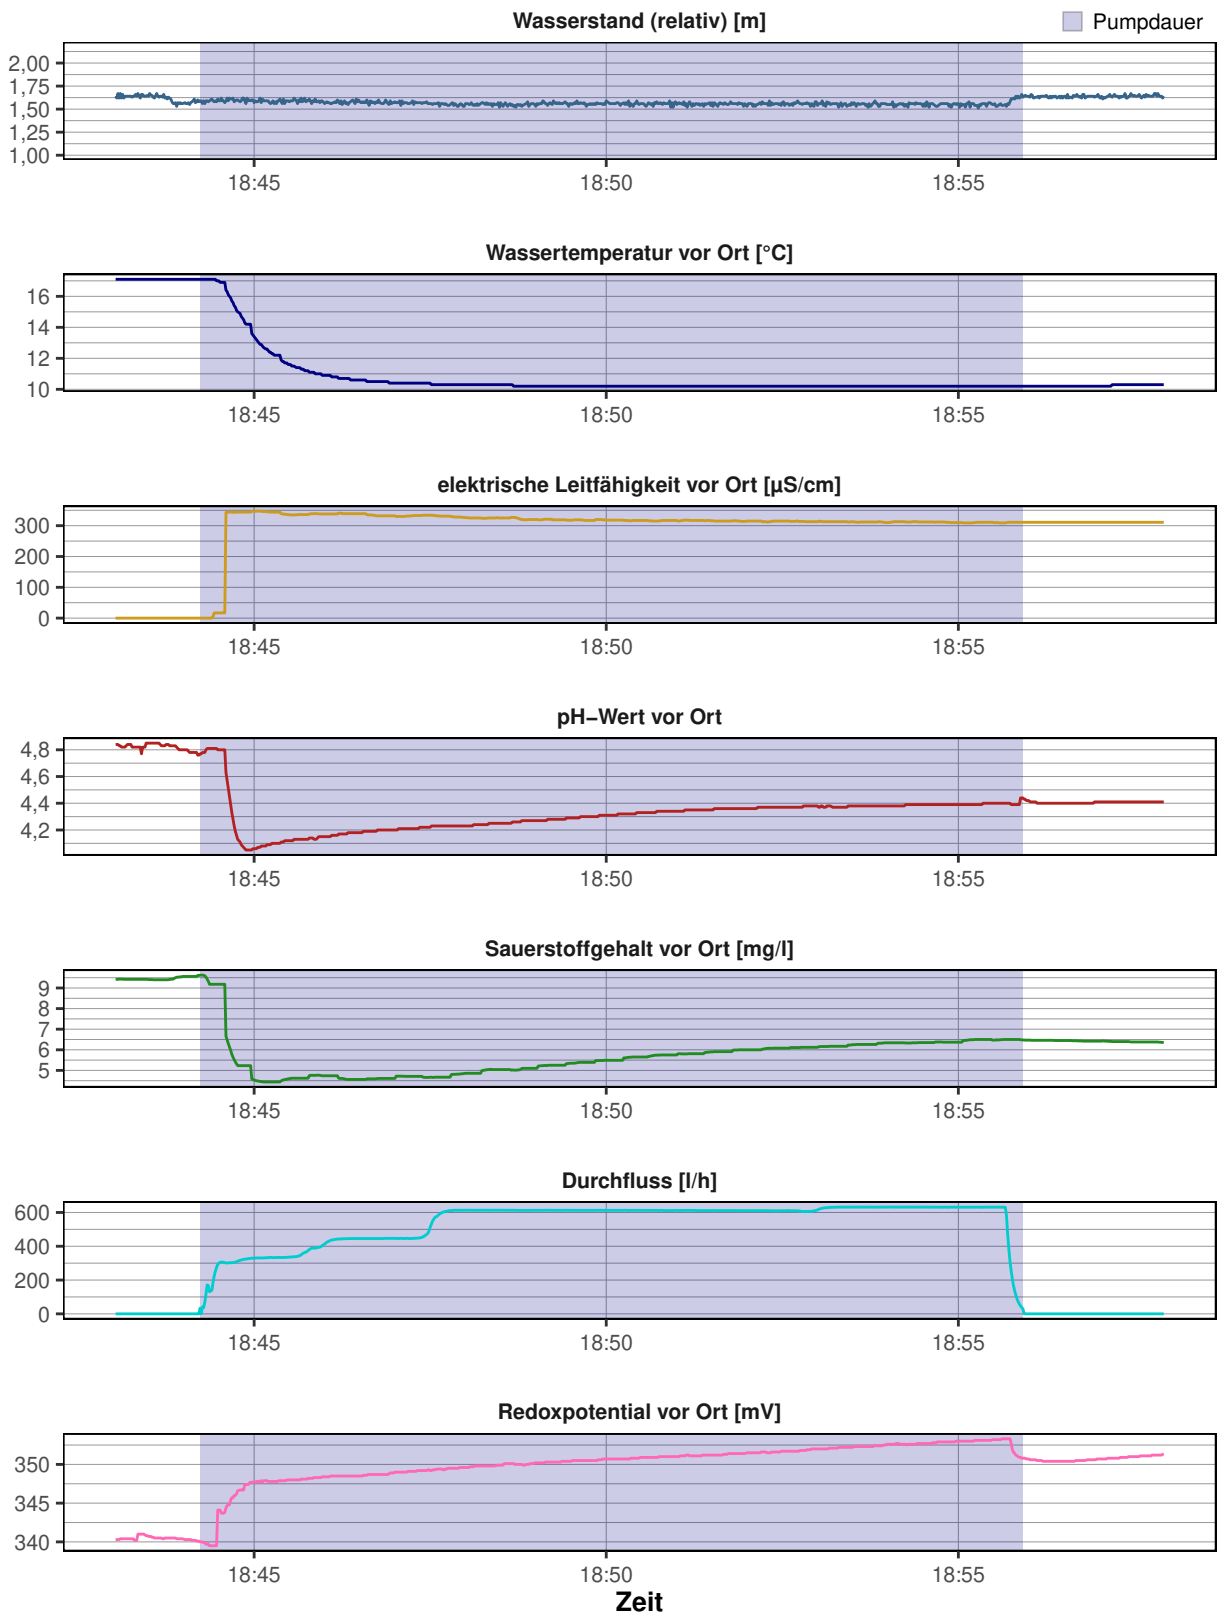 Wasserstand (relativ) [m]
Pumpdauer
2,00
1,75
1,50
1,25
1,00
18:45 18:50 18:55
Wassertemperatur vor Ort [°C]
16
14
12
10
18:45 18:50 18:55
elektrische Leitfähigkeit vor Ort [µS/cm]
300
200
100
0
18:45 18:50 18:55
pH−Wert vor Ort
4,8
4,6
4,4
4,2
18:45 18:50 18:55
Sauerstoffgehalt vor Ort [mg/l]
9
8
7
6
5
18:45 18:50 18:55
Durchfluss [l/h]
600
400
200
0
18:45 18:50 18:55
Redoxpotential vor Ort [mV]
350
345
340
18:45 18:50 18:55
Zeit